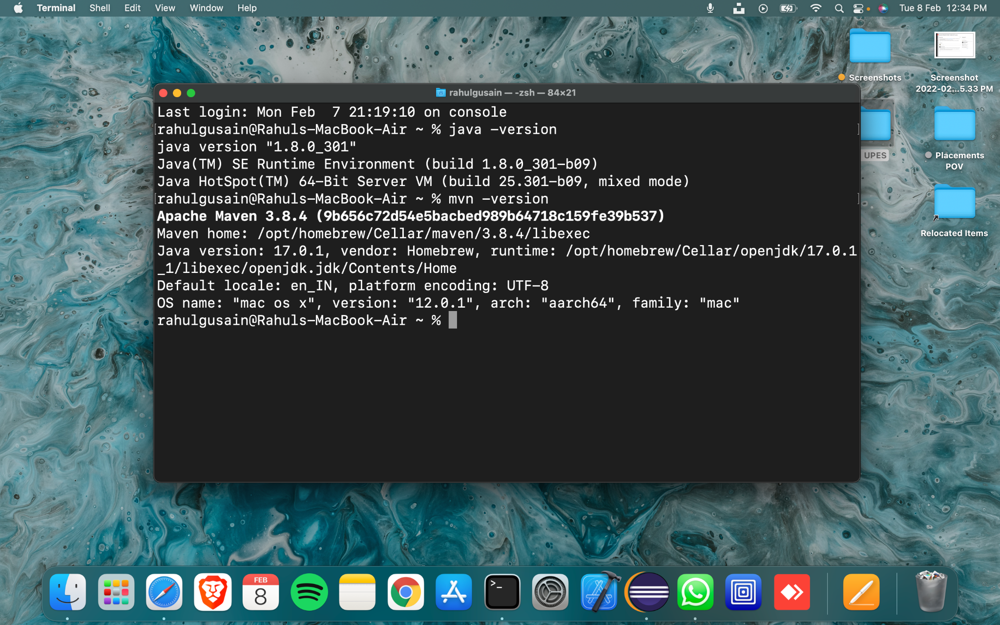 Terminal Shell Edit View Window Help Tue 8 Feb 12:34 PM
Screenshots
Screenshot
2022-02...5.33 PM
rahulgusain — -zsh — 84×21
Last login: Mon Feb  7 21:19:10 on console
[rahulgusain@Rahuls-MacBook-Air ~ % java -version ]
java version "1.8.0_301"
Java(TM) SE Runtime Environment (build 1.8.0_301-b09)
Java HotSpot(TM) 64-Bit Server VM (build 25.301-b09, mixed mode)
[rahulgusain@Rahuls-MacBook-Air ~ % mvn -version ]
Apache Maven 3.8.4 (9b656c72d54e5bacbed989b64718c159fe39b537)
Maven home: /opt/homebrew/Cellar/maven/3.8.4/libexec
Java version: 17.0.1, vendor: Homebrew, runtime: /opt/homebrew/Cellar/openjdk/17.0.1
_1/libexec/openjdk.jdk/Contents/Home
Default locale: en_IN, platform encoding: UTF-8
OS name: "mac os x", version: "12.0.1", arch: "aarch64", family: "mac"
rahulgusain@Rahuls-MacBook-Air ~ %
UPES
Placements
POV
Relocated Items
FEB
8
>_